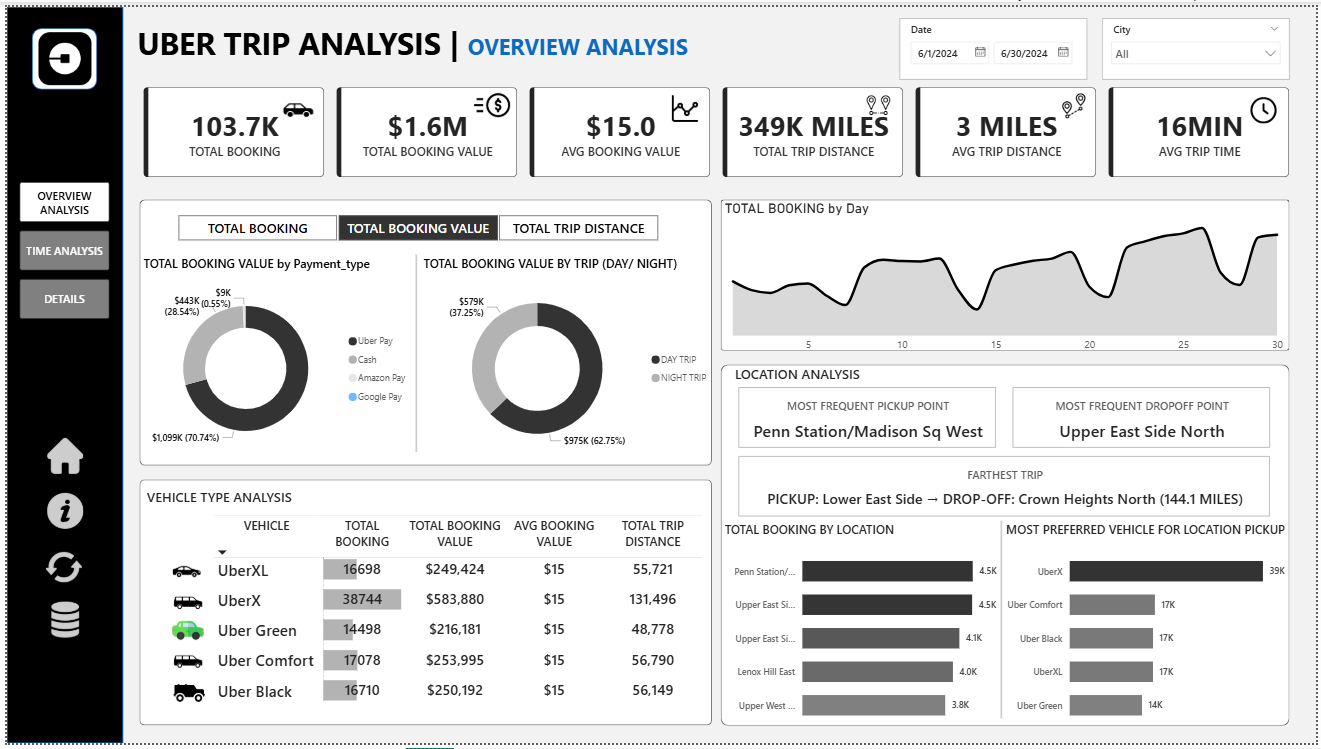 UBER TRIP ANALYSIS | OVERVIEW ANALYSIS
Date
6/1/2024
6/30/2024
City
All
OVERVIEW
ANALYSIS
TIME ANALYSIS
DETAILS
103.7K
TOTAL BOOKING
$1.6M
TOTAL BOOKING VALUE
$15.0
AVG BOOKING VALUE
349K MILES
TOTAL TRIP DISTANCE
3 MILES
AVG TRIP DISTANCE
16MIN
AVG TRIP TIME
TOTAL BOOKING
TOTAL BOOKING VALUE
TOTAL TRIP DISTANCE
TOTAL BOOKING VALUE by Payment_type
$9K
(0.55%)
$443K
(28.54%)
$1,099K (70.74%)
Uber Pay
Cash
Amazon Pay
Google Pay
TOTAL BOOKING VALUE BY TRIP (DAY/ NIGHT)
$579K
(37.25%)
$975K (62.75%)
DAY TRIP
NIGHT TRIP
TOTAL BOOKING by Day
5 10 15 20 25 30
VEHICLE TYPE ANALYSIS
VEHICLE
TOTAL
BOOKING
TOTAL BOOKING
VALUE
AVG BOOKING
VALUE
TOTAL TRIP
DISTANCE
UberXL 16698 $249,424 $15 55,721
UberX 38744 $583,880 $15 131,496
Uber Green 14498 $216,181 $15 48,778
Uber Comfort 17078 $253,995 $15 56,790
Uber Black 16710 $250,192 $15 56,149
LOCATION ANALYSIS
MOST FREQUENT PICKUP POINT
Penn Station/Madison Sq West
MOST FREQUENT DROPOFF POINT
Upper East Side North
FARTHEST TRIP
PICKUP: Lower East Side → DROP-OFF: Crown Heights North (144.1 MILES)
TOTAL BOOKING BY LOCATION
Penn Station/... 4.5K
Upper East Si... 4.5K
Upper East Si... 4.1K
Lenox Hill East 4.0K
Upper West ... 3.8K
MOST PREFERRED VEHICLE FOR LOCATION PICKUP
UberX 39K
Uber Comfort 17K
Uber Black 17K
UberXL 17K
Uber Green 14K